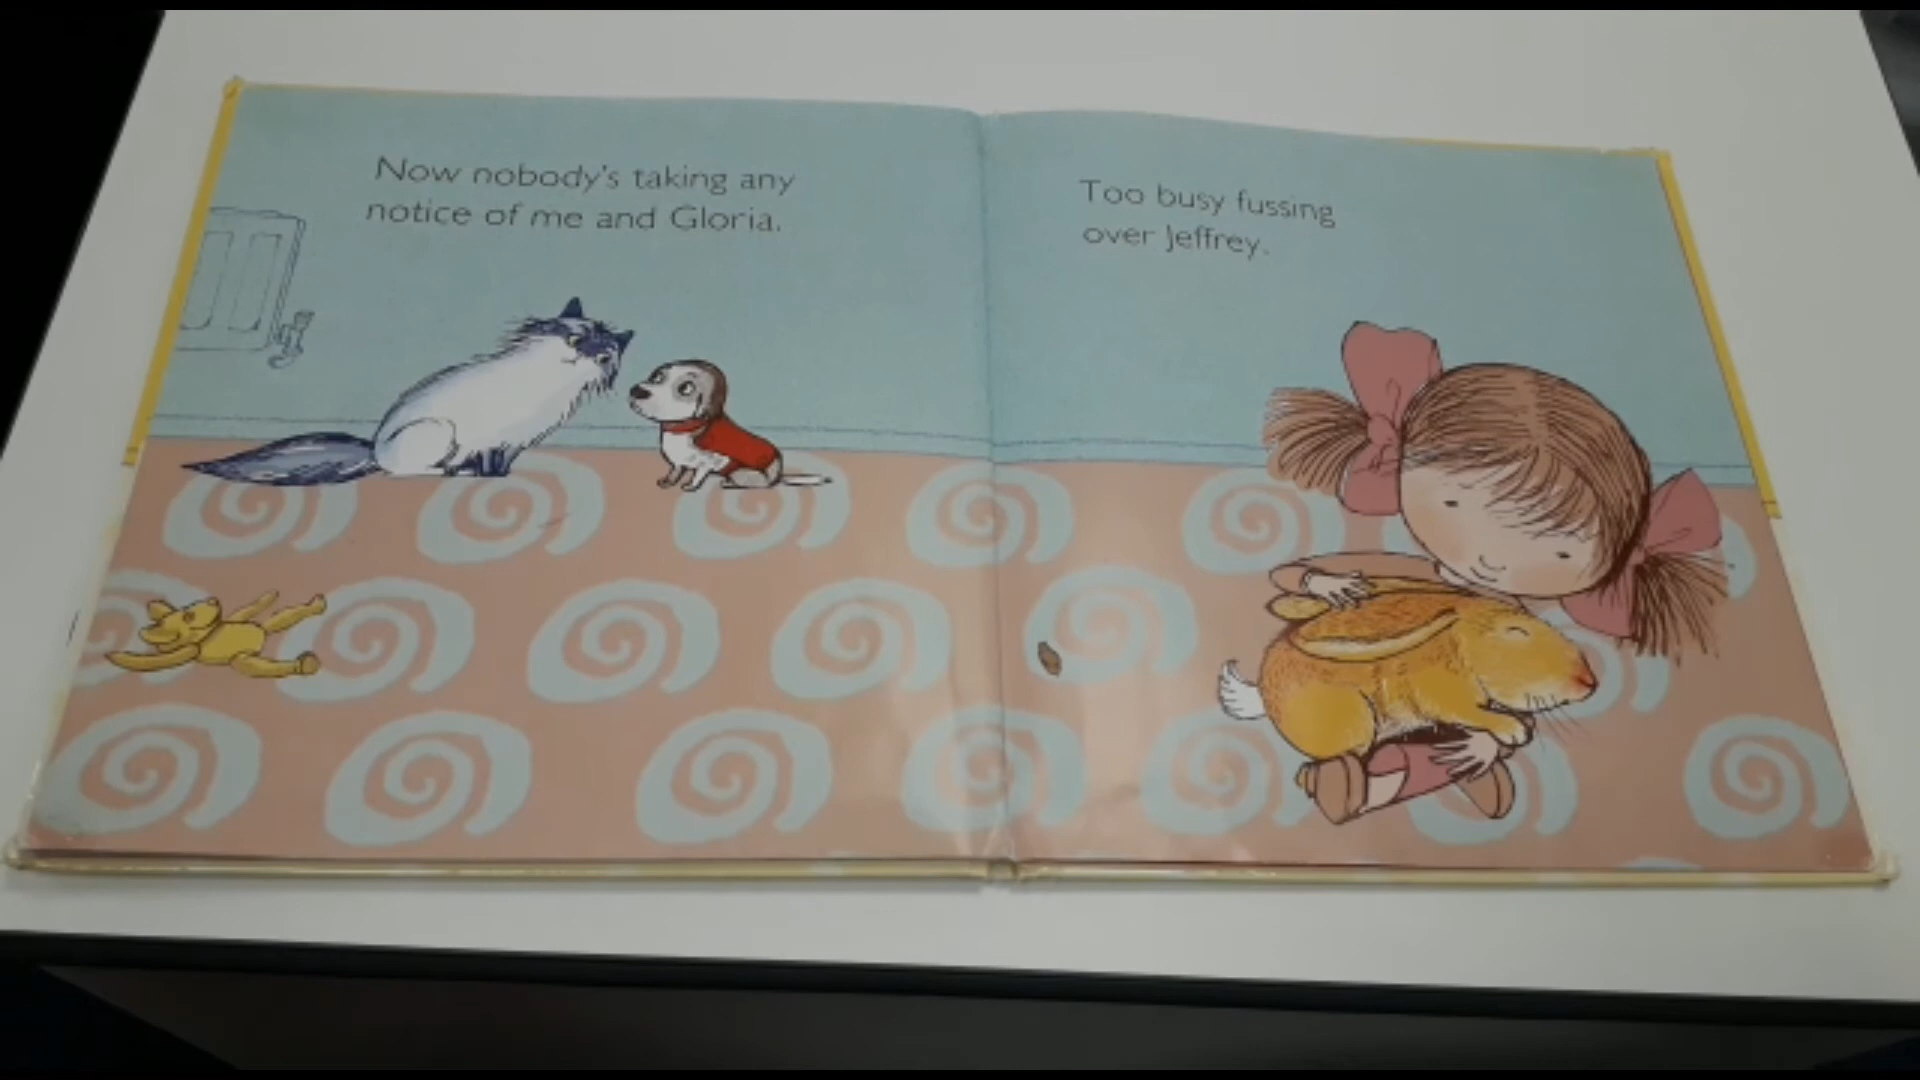 Now nobody's taking any
notice of me and Gloria.
Too busy fussing
over Jeffrey.